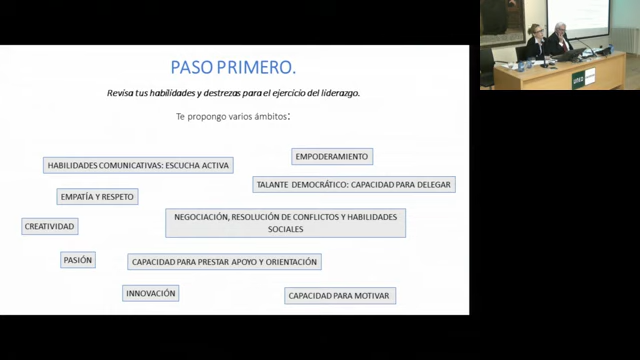 PASO PRIMERO.
Revisa tus habilidades y destrezas para el ejercicio del liderazgo.
Te propongo varios ámbitos:
EMPODERAMIENTO
HABILIDADES COMUNICATIVAS: ESCUCHA ACTIVA
TALANTE DEMOCRÁTICO: CAPACIDAD PARA DELEGAR
EMPATÍA Y RESPETO
NEGOCIACIÓN, RESOLUCIÓN DE CONFLICTOS Y HABILIDADES
SOCIALES
CREATIVIDAD
PASIÓN
CAPACIDAD PARA PRESTAR APOYO Y ORIENTACIÓN
INNOVACIÓN
CAPACIDAD PARA MOTIVAR
UNED